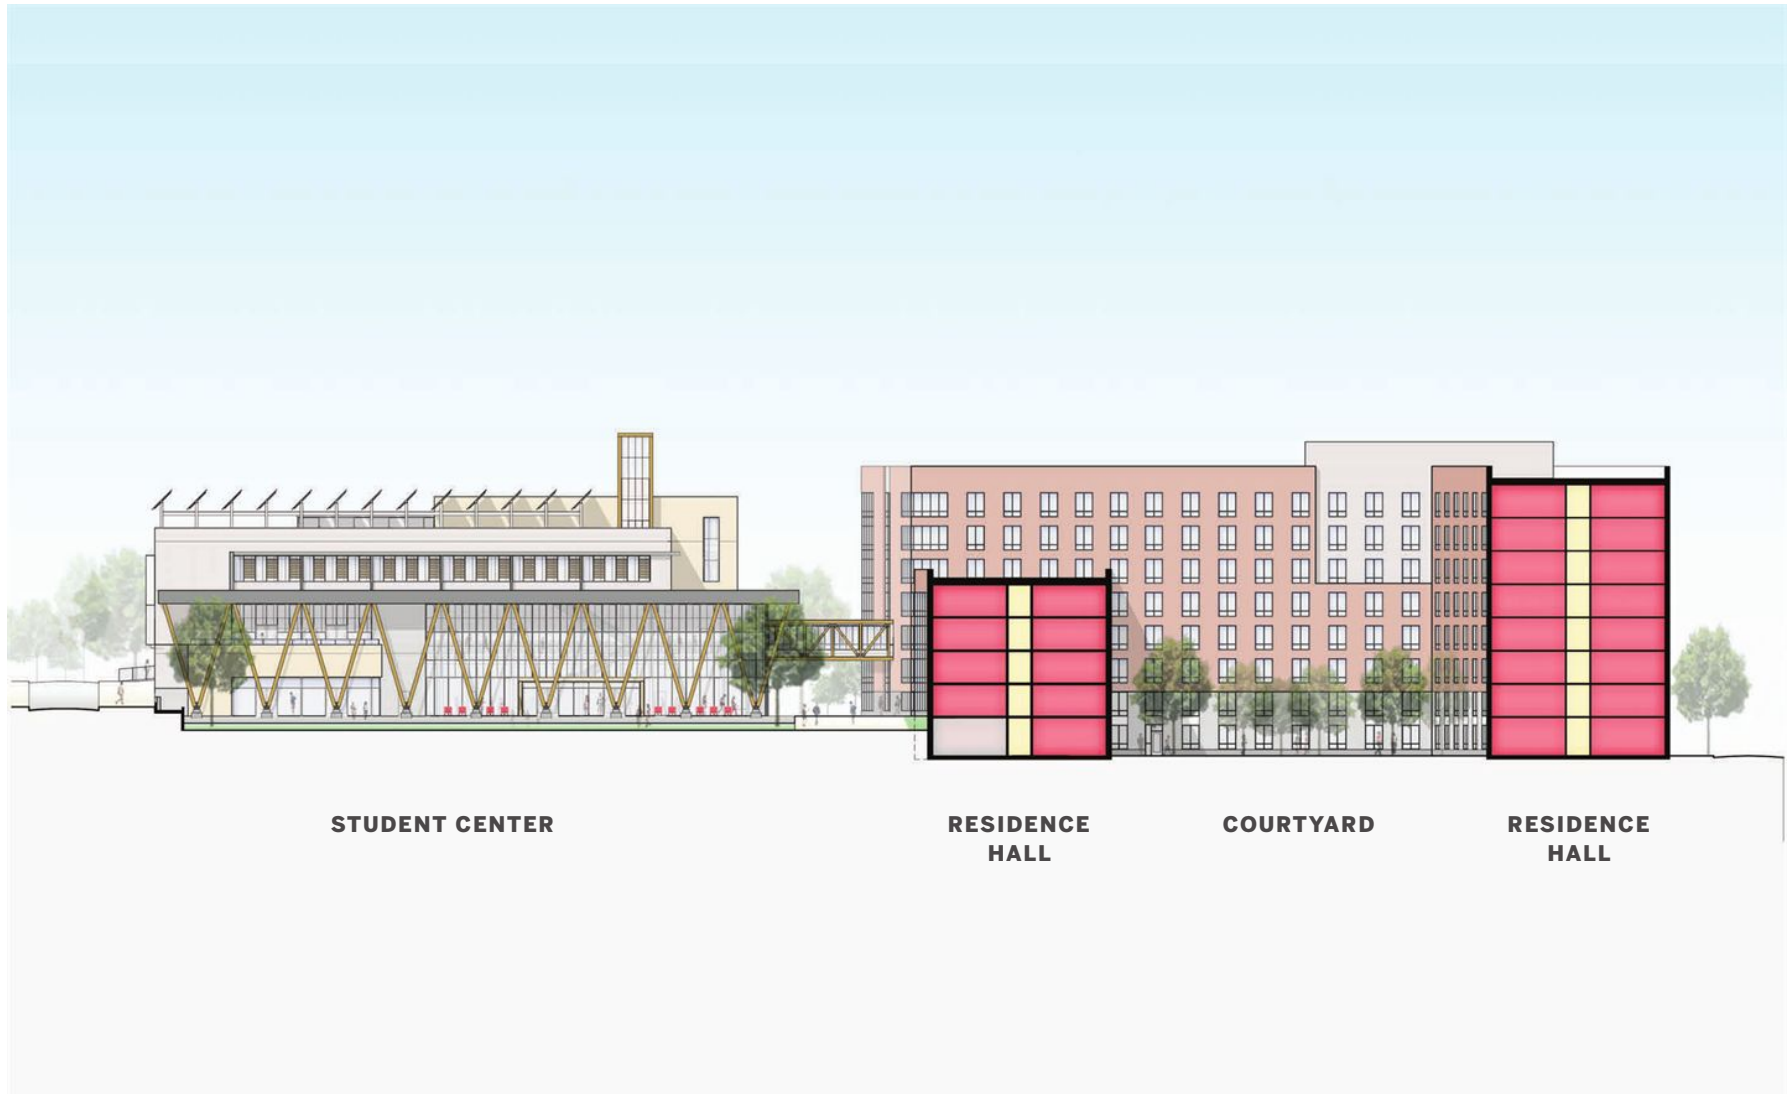 STUDENT CENTER
RESIDENCE
HALL
COURTYARD
RESIDENCE
HALL